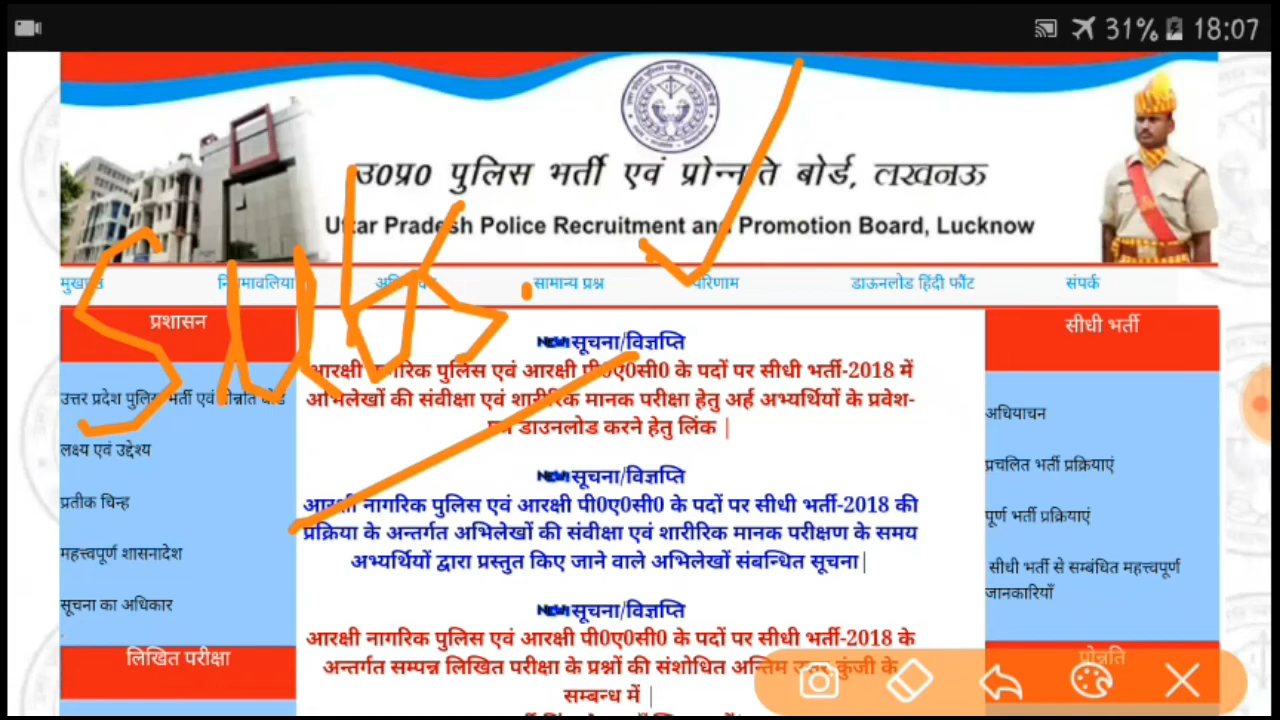 31% 18:07
उ0प्र0 पुलिस भर्ती एवं प्रोन्नति बोर्ड, लखनऊ
Uttar Pradesh Police Recruitment and Promotion Board, Lucknow
सामान्य प्रश्न परिणाम डाऊनलोड हिंदी फौंट संपर्क
Subs
प्रशासन
उत्तर प्रदेश पुलिस भर्ती एवं प्रोन्नति बोर्ड
लक्ष्य एवं उद्देश्य
प्रतीक चिन्ह
महत्त्वपूर्ण शासनादेश
सूचना का अधिकार
लिखित परीक्षा
सूचना/विज्ञप्ति
आरक्षी नागरिक पुलिस एवं आरक्षी पी0ए0सी0 के पदों पर सीधी भर्ती-2018 में
अभिलेखों की संवीक्षा एवं शारीरिक मानक परीक्षा हेतु अर्ह अभ्यर्थियों के प्रवेश-
पत्र डाउनलोड करने हेतु लिंक |
सूचना/विज्ञप्ति
आरक्षी नागरिक पुलिस एवं आरक्षी पी0ए0सी0 के पदों पर सीधी भर्ती-2018 की
प्रक्रिया के अन्तर्गत अभिलेखों की संवीक्षा एवं शारीरिक मानक परीक्षण के समय
अभ्यर्थियों द्वारा प्रस्तुत किए जाने वाले अभिलेखों संबन्धित सूचना|
सूचना/विज्ञप्ति
आरक्षी नागरिक पुलिस एवं आरक्षी पी0ए0सी0 के पदों पर सीधी भर्ती-2018 के
अन्तर्गत सम्पन्न लिखित परीक्षा के प्रश्नों की संशोधित अन्तिम उत्तर कुंजी के
सम्बन्ध में |
सीधी भर्ती
अधियाचन
प्रचलित भर्ती प्रक्रियाएं
पूर्ण भर्ती प्रक्रियाएं
सीधी भर्ती से सम्बंधित महत्त्वपूर्ण
जानकारियाँ
प्रोन्नति